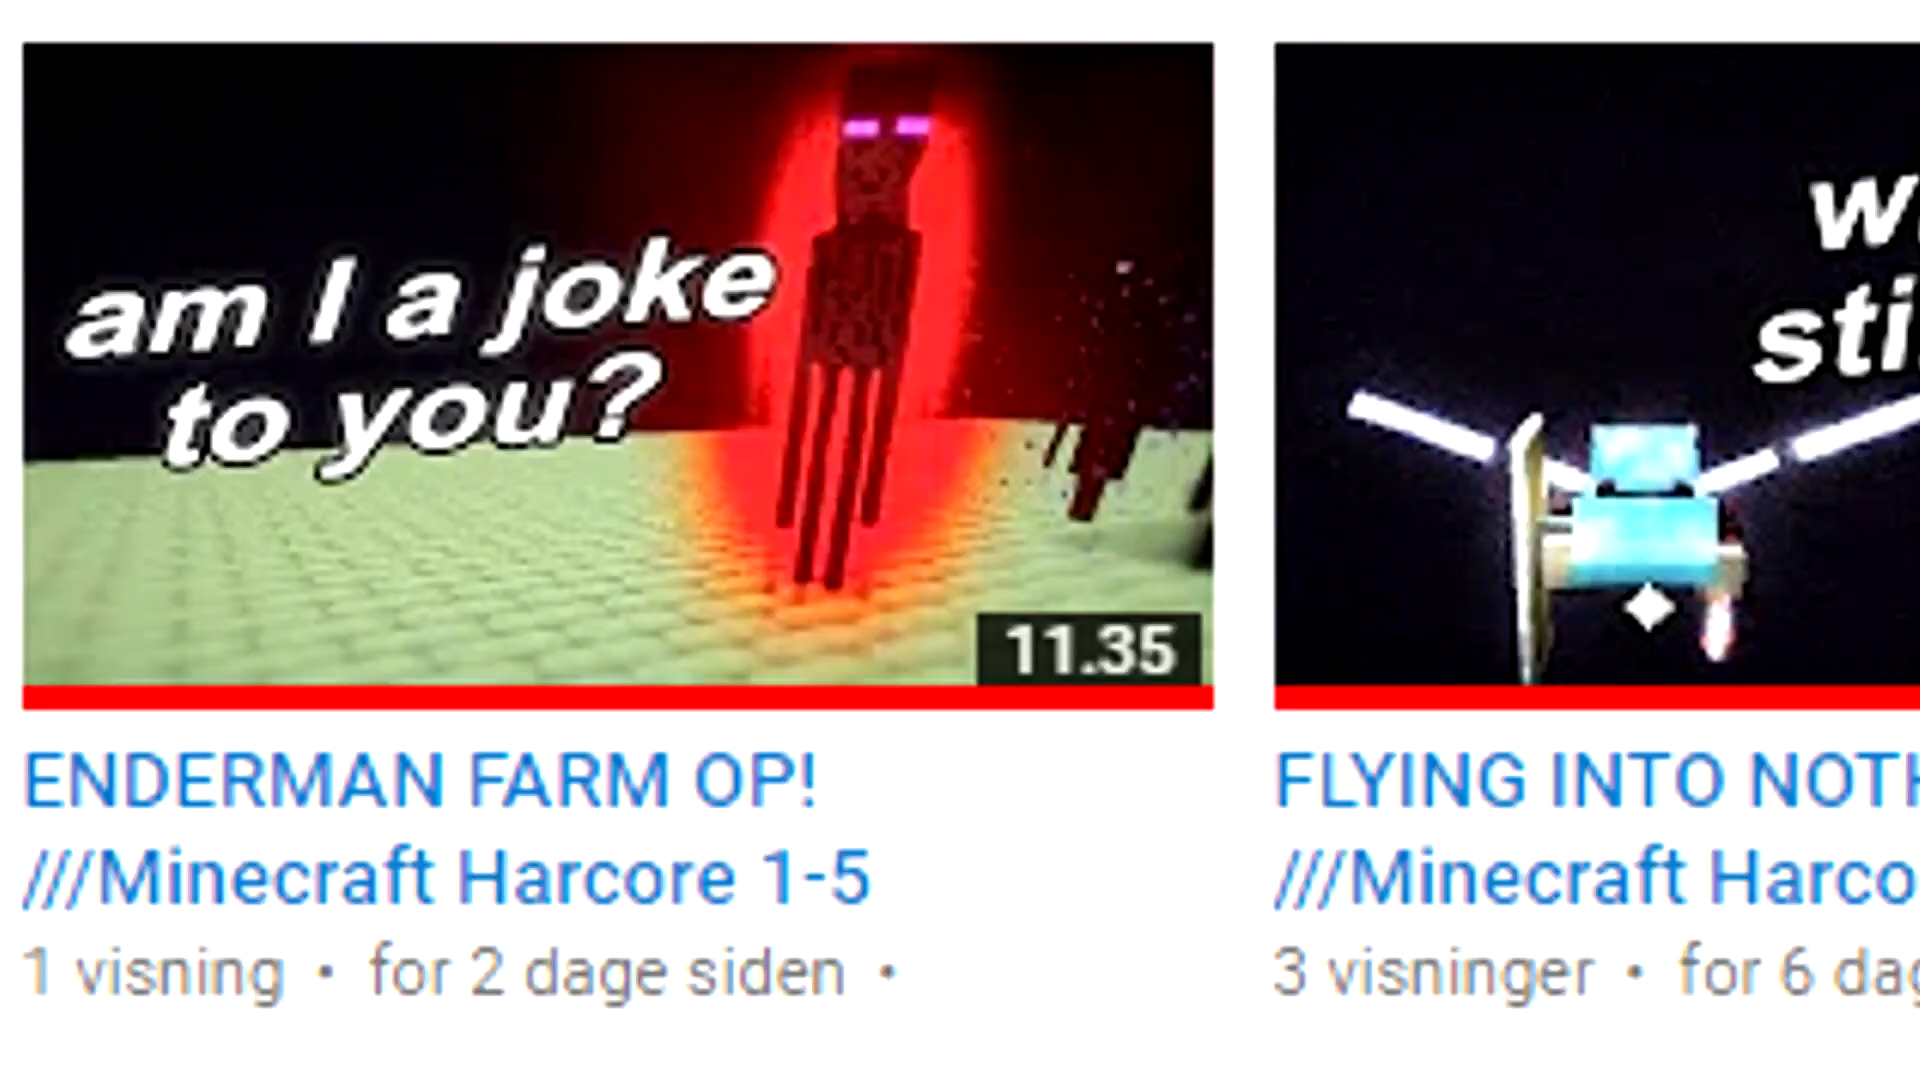 am I a joke
to you?
11.35
ENDERMAN FARM OP!
///Minecraft Harcore 1-5
1 visning • for 2 dage siden •
sti
FLYING INTO NOTH
///Minecraft Harco
3 visninger • for 6 dag